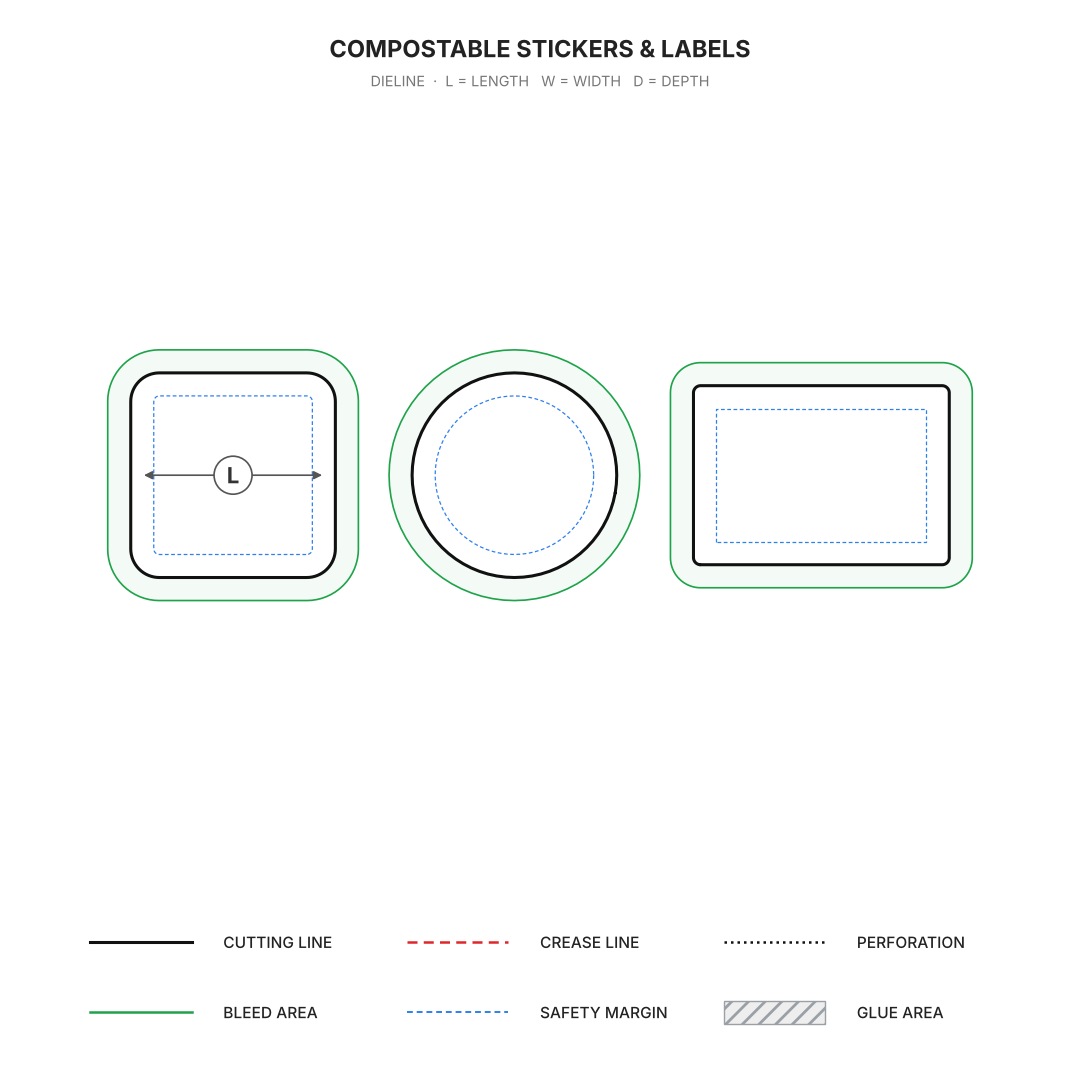 COMPOSTABLE STICKERS & LABELS
DIELINE · L = LENGTH W = WIDTH D = DEPTH
L
CUTTING LINE
CREASE LINE
PERFORATION
BLEED AREA
SAFETY MARGIN
GLUE AREA